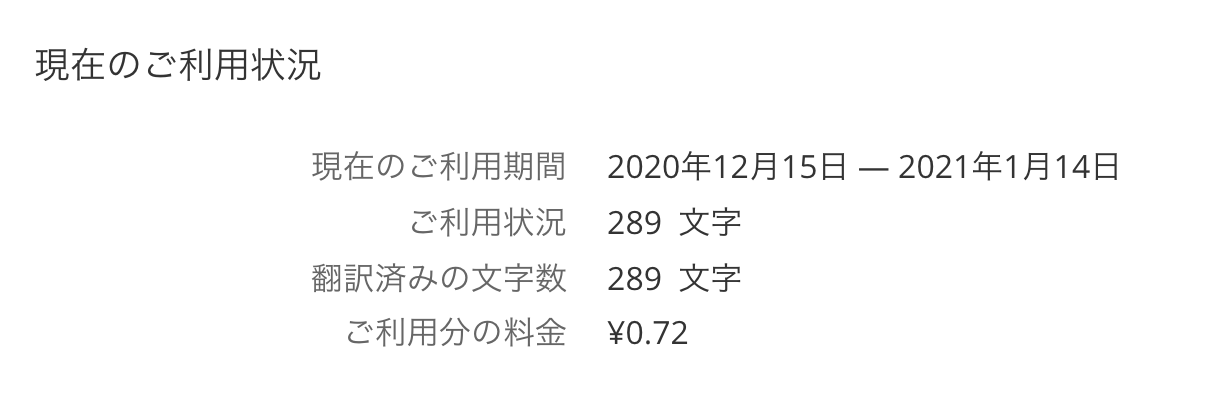 現在のご利用状況
現在のご利用期間 2020年12月15日 — 2021年1月14日
ご利用状況 289 文字
翻訳済みの文字数 289 文字
ご利用分の料金 ¥0.72